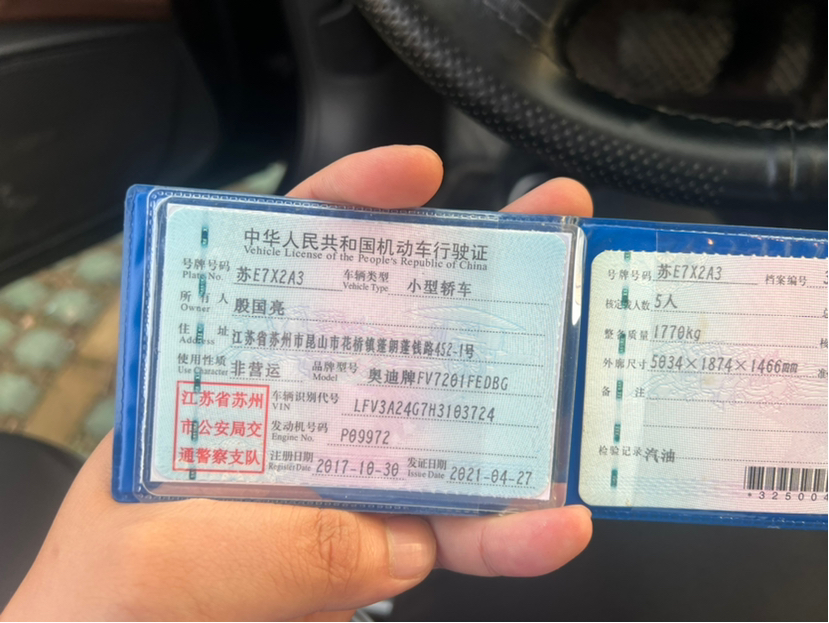 中华人民共和国机动车行驶证
Vehicle License of the People's Republic of China
号牌号码 苏E7X2A3 车辆类型 小型轿车
Plate No. Vehicle Type
所有人 殷国亮
Owner
住址 江苏省苏州市昆山市花桥镇蓬朗蓬钱路452-1号
Address
使用性质 非营运 品牌型号 奥迪牌FV7201FEDBG
Use Character Model
江苏省苏州
市公安局交
通警察支队
车辆识别代号 LFV3A24G7H3103724
VIN
发动机号码 P09972
Engine No.
注册日期 2017-10-30 发证日期 2021-04-27
Register Date Issue Date
号牌号码 苏E7X2A3 档案编号 3
核定载人数 5人
整备质量 1770kg
外廓尺寸 5034×1874×1466mm
备注
检验记录 汽油
*32500